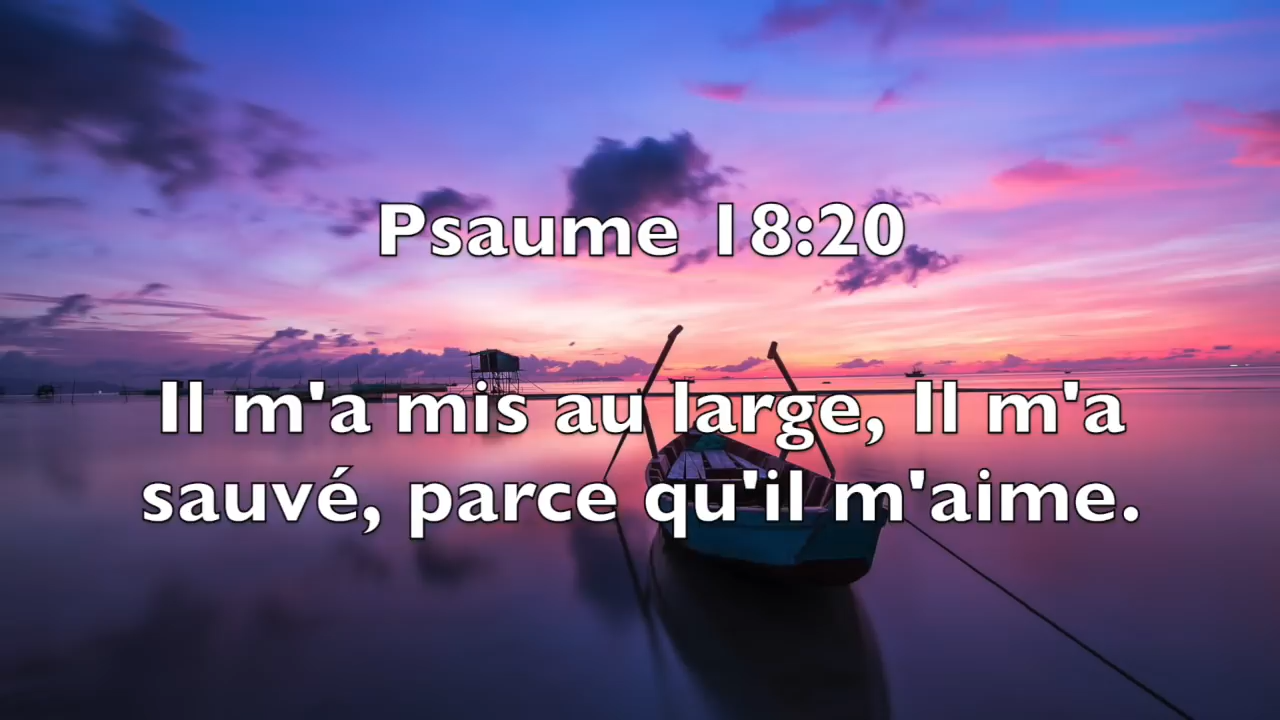 Psaume 18:20
Il m'a mis au large, Il m'a
sauvé, parce qu'il m'aime.